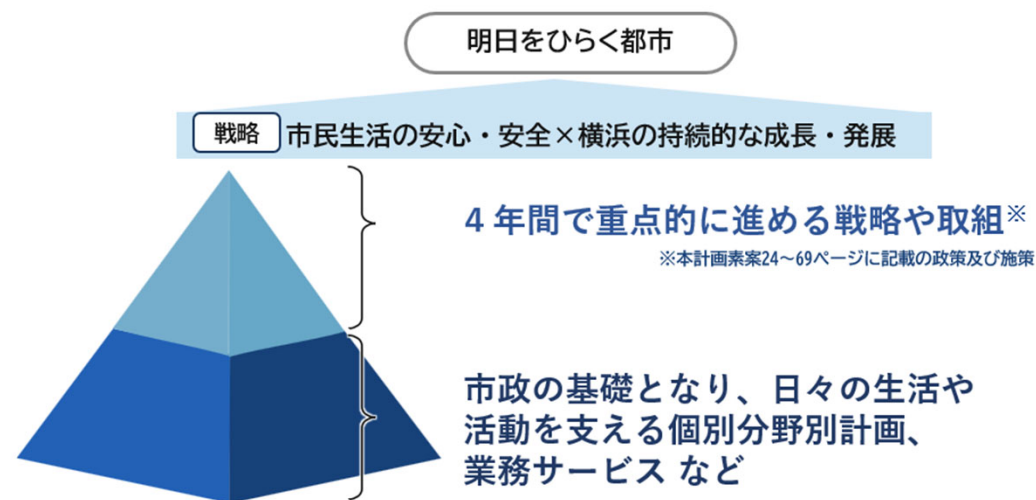 明日をひらく都市
戦略 市民生活の安心・安全×横浜の持続的な成長・発展
4年間で重点的に進める戦略や取組※
※本計画素案24～69ページに記載の政策及び施策
市政の基礎となり、日々の生活や
活動を支える個別分野別計画、
業務サービス など